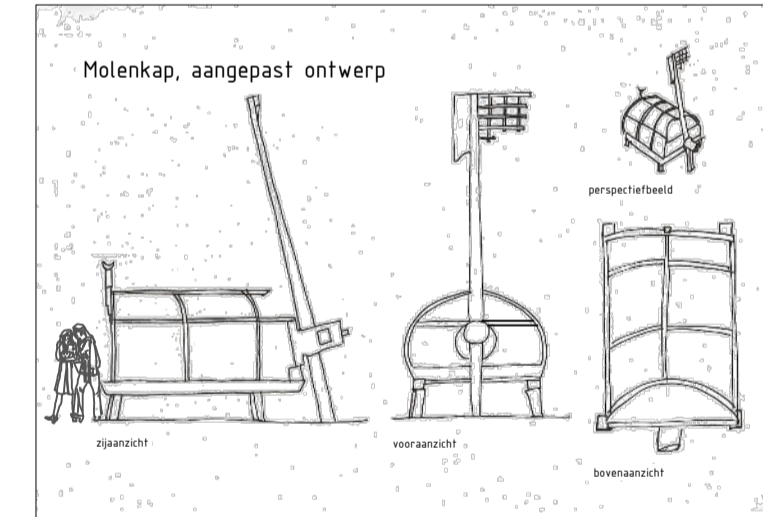 Molenkap, aangepast ontwerp
perspectiefbeeld
zijaanzicht
vooraanzicht
bovenaanzicht